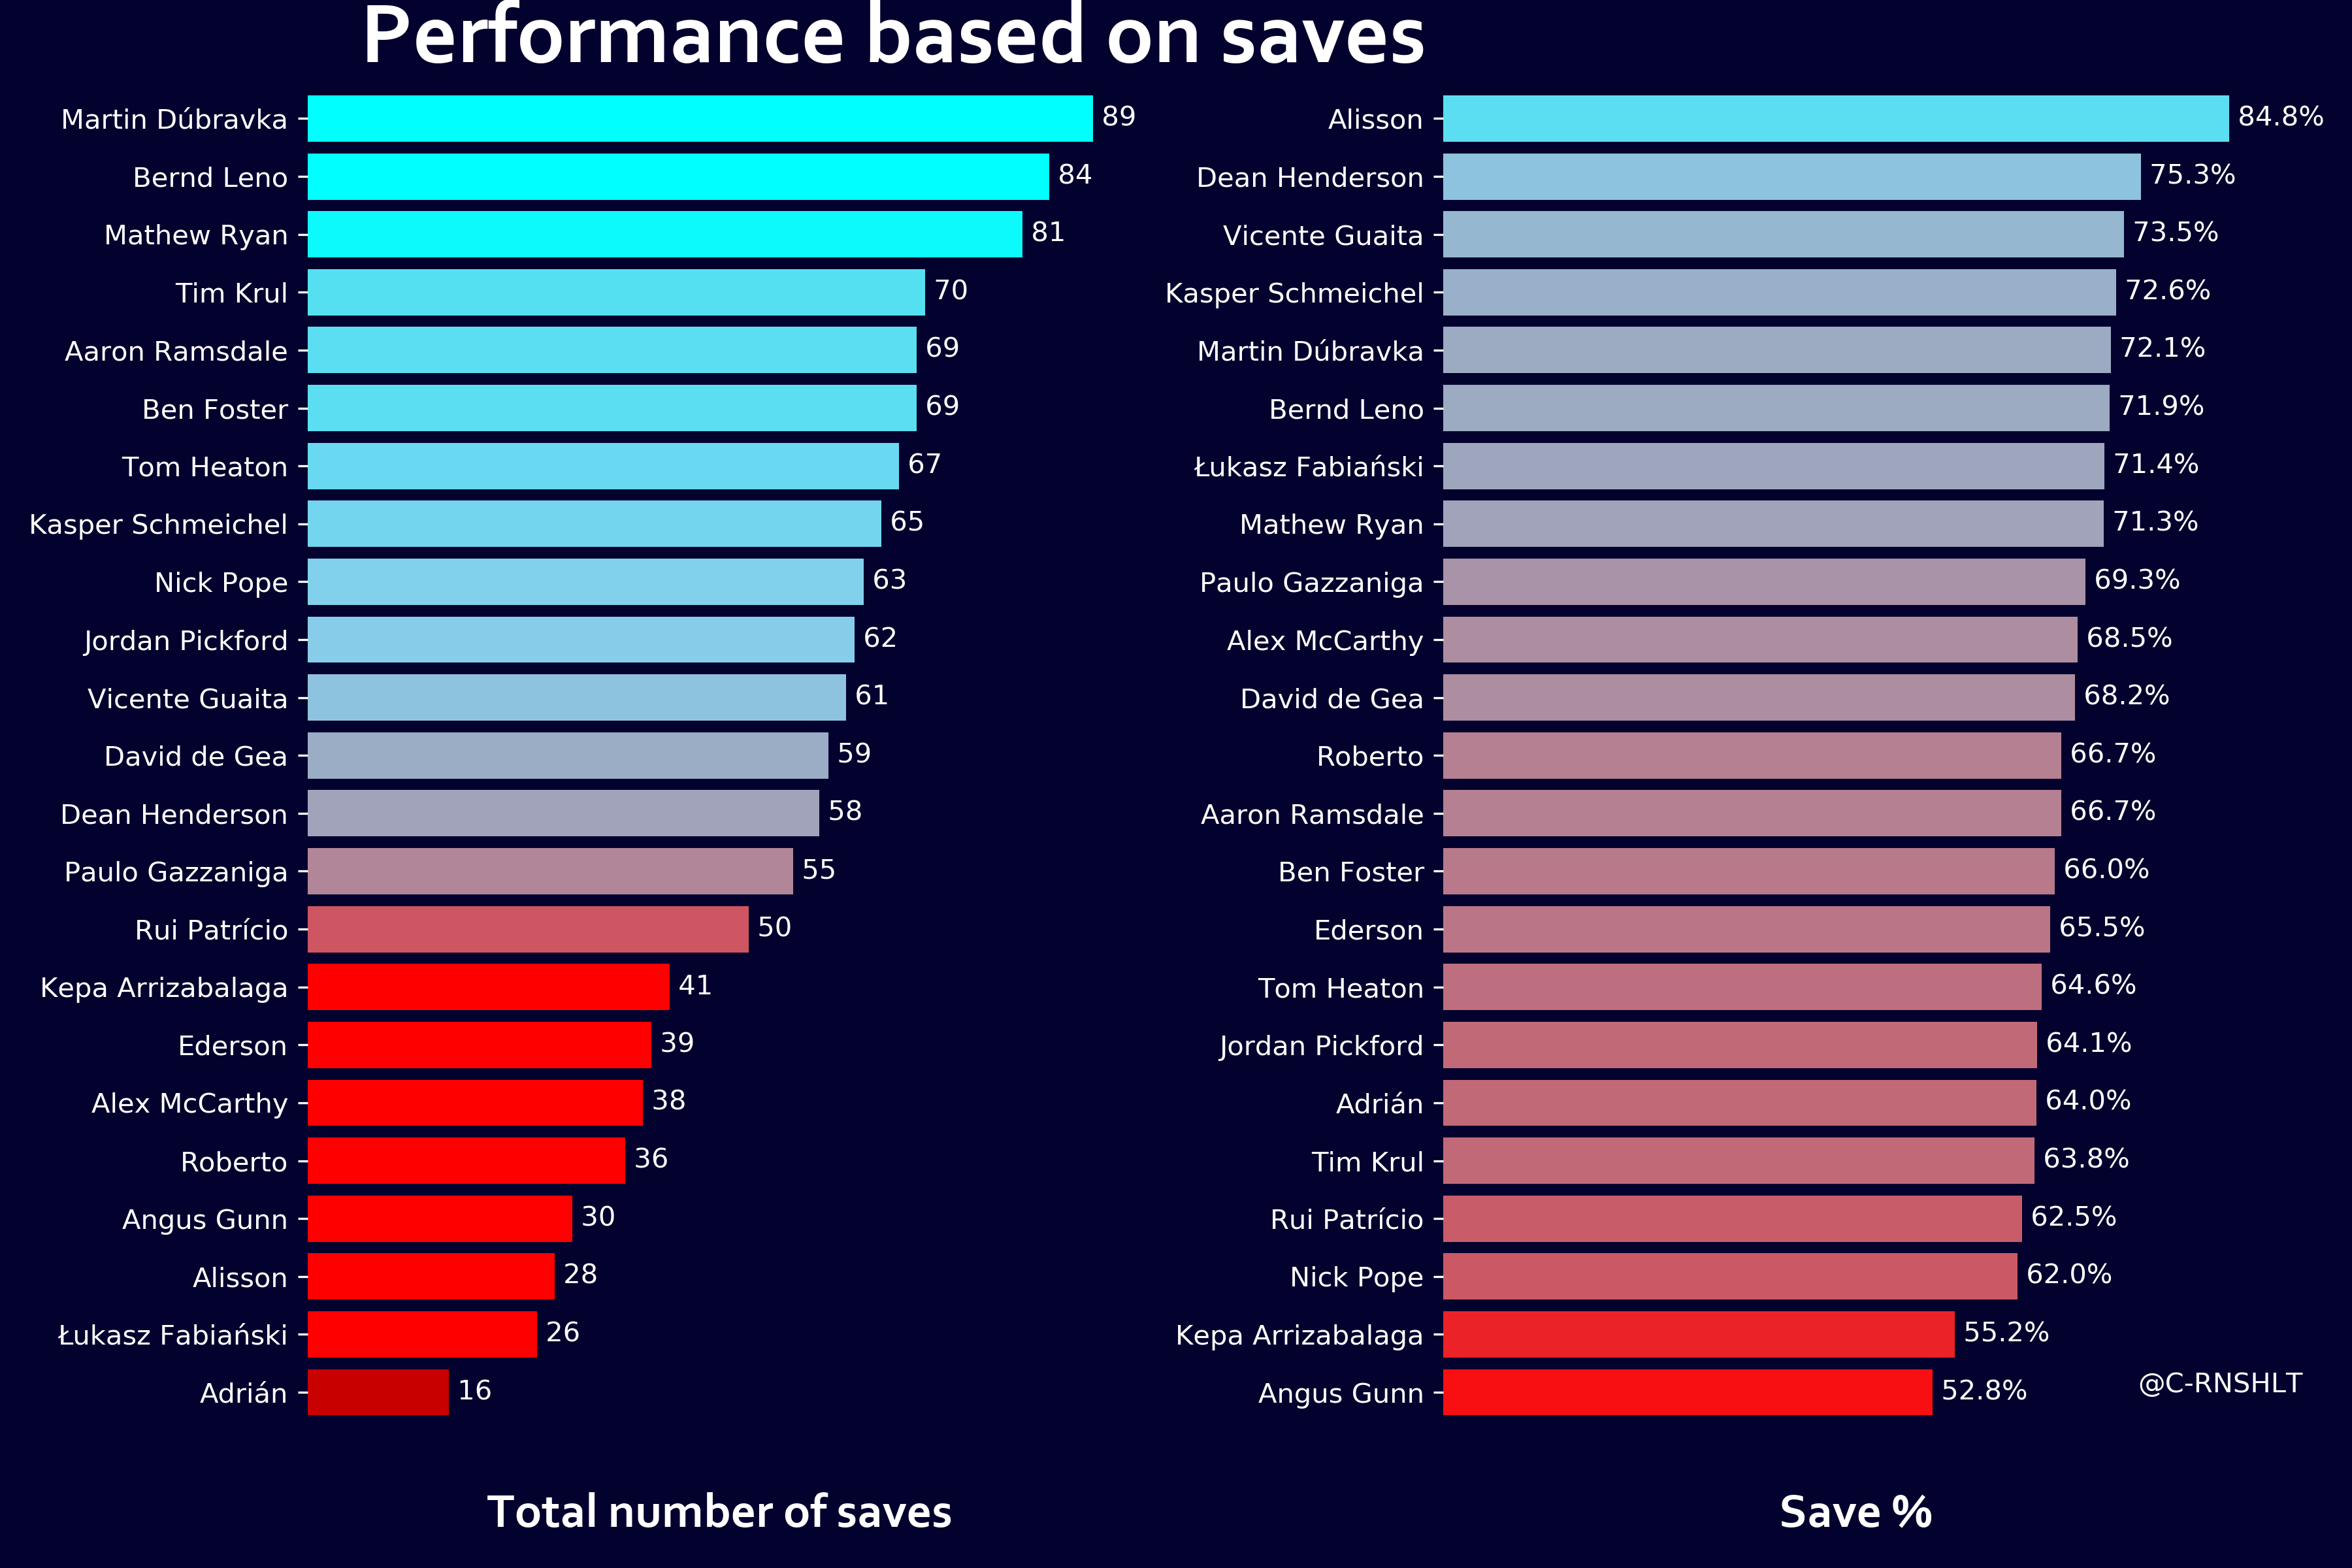 Performance based on saves
Martin Dúbravka 89
Bernd Leno 84
Mathew Ryan 81
Tim Krul 70
Aaron Ramsdale 69
Ben Foster 69
Tom Heaton 67
Kasper Schmeichel 65
Nick Pope 63
Jordan Pickford 62
Vicente Guaita 61
David de Gea 59
Dean Henderson 58
Paulo Gazzaniga 55
Rui Patrício 50
Kepa Arrizabalaga 41
Ederson 39
Alex McCarthy 38
Roberto 36
Angus Gunn 30
Alisson 28
Łukasz Fabiański 26
Adrián 16
Total number of saves
Alisson 84.8%
Dean Henderson 75.3%
Vicente Guaita 73.5%
Kasper Schmeichel 72.6%
Martin Dúbravka 72.1%
Bernd Leno 71.9%
Łukasz Fabiański 71.4%
Mathew Ryan 71.3%
Paulo Gazzaniga 69.3%
Alex McCarthy 68.5%
David de Gea 68.2%
Roberto 66.7%
Aaron Ramsdale 66.7%
Ben Foster 66.0%
Ederson 65.5%
Tom Heaton 64.6%
Jordan Pickford 64.1%
Adrián 64.0%
Tim Krul 63.8%
Rui Patrício 62.5%
Nick Pope 62.0%
Kepa Arrizabalaga 55.2%
Angus Gunn 52.8%
@C-RNSHLT
Save %